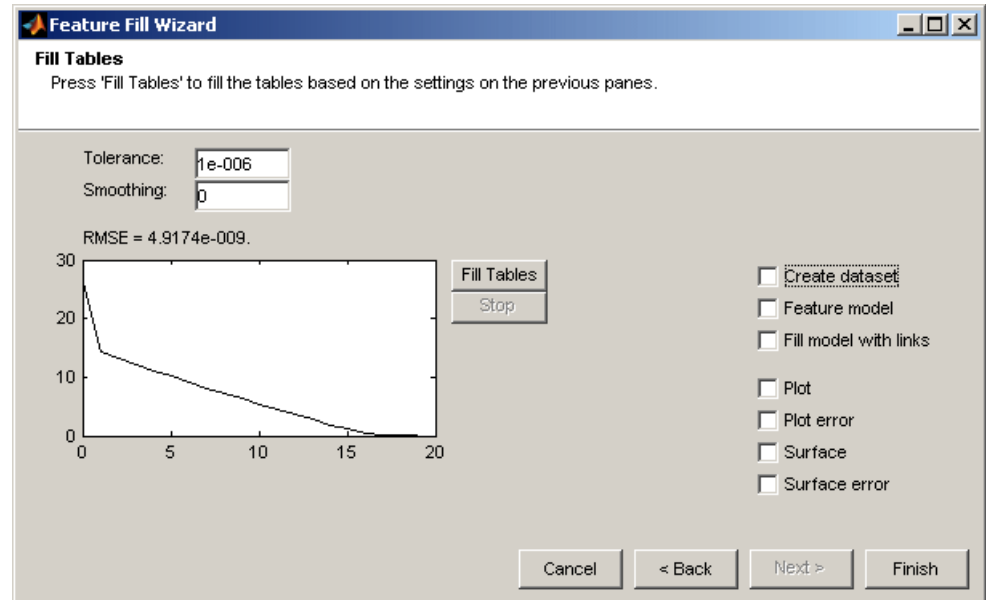 Feature Fill Wizard
Fill Tables
Press 'Fill Tables' to fill the tables based on the settings on the previous panes.
Tolerance: 1e-006
Smoothing: 0
RMSE = 4.9174e-009.
30
20
10
0
0 5 10 15 20
Fill Tables
Stop
Create dataset
Feature model
Fill model with links
Plot
Plot error
Surface
Surface error
Cancel < Back Next > Finish